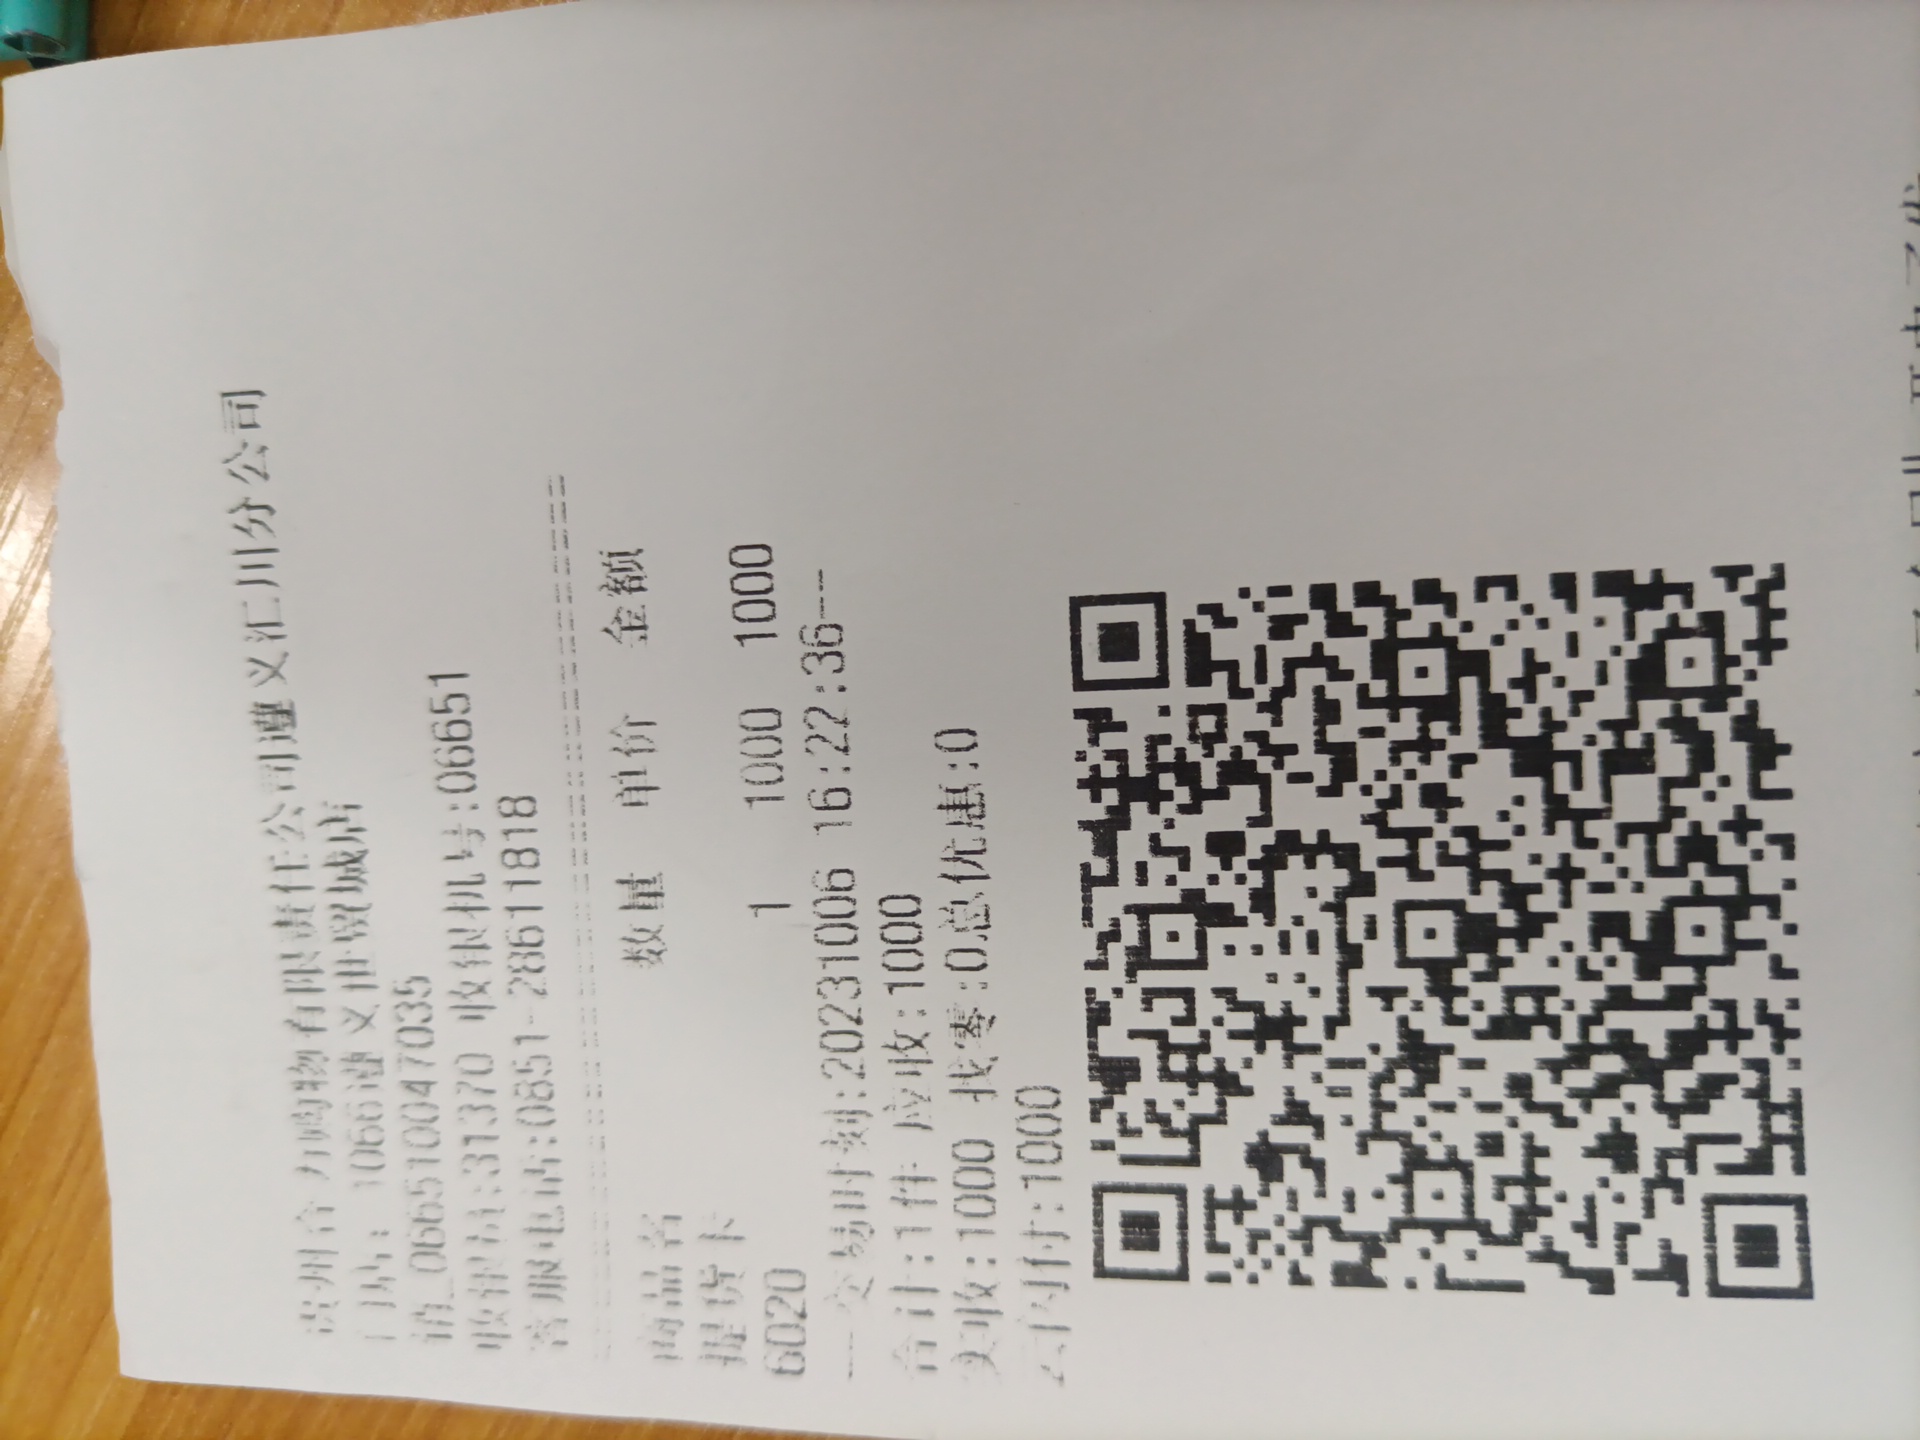 贵州合力购物有限责任公司遵义汇川分公司
门店: 1066遵义世贸城店
销_066510047035
收银员:31370 收银机号:06651
客服电话:0851-28611818
商品名 数量 单价 金额
提货卡
6020 1 1000 1000
---交易时刻:20231006 16:22:36---
合计:1件 应收:1000
实收:1000 找零:0总优惠:0
云闪付:1000